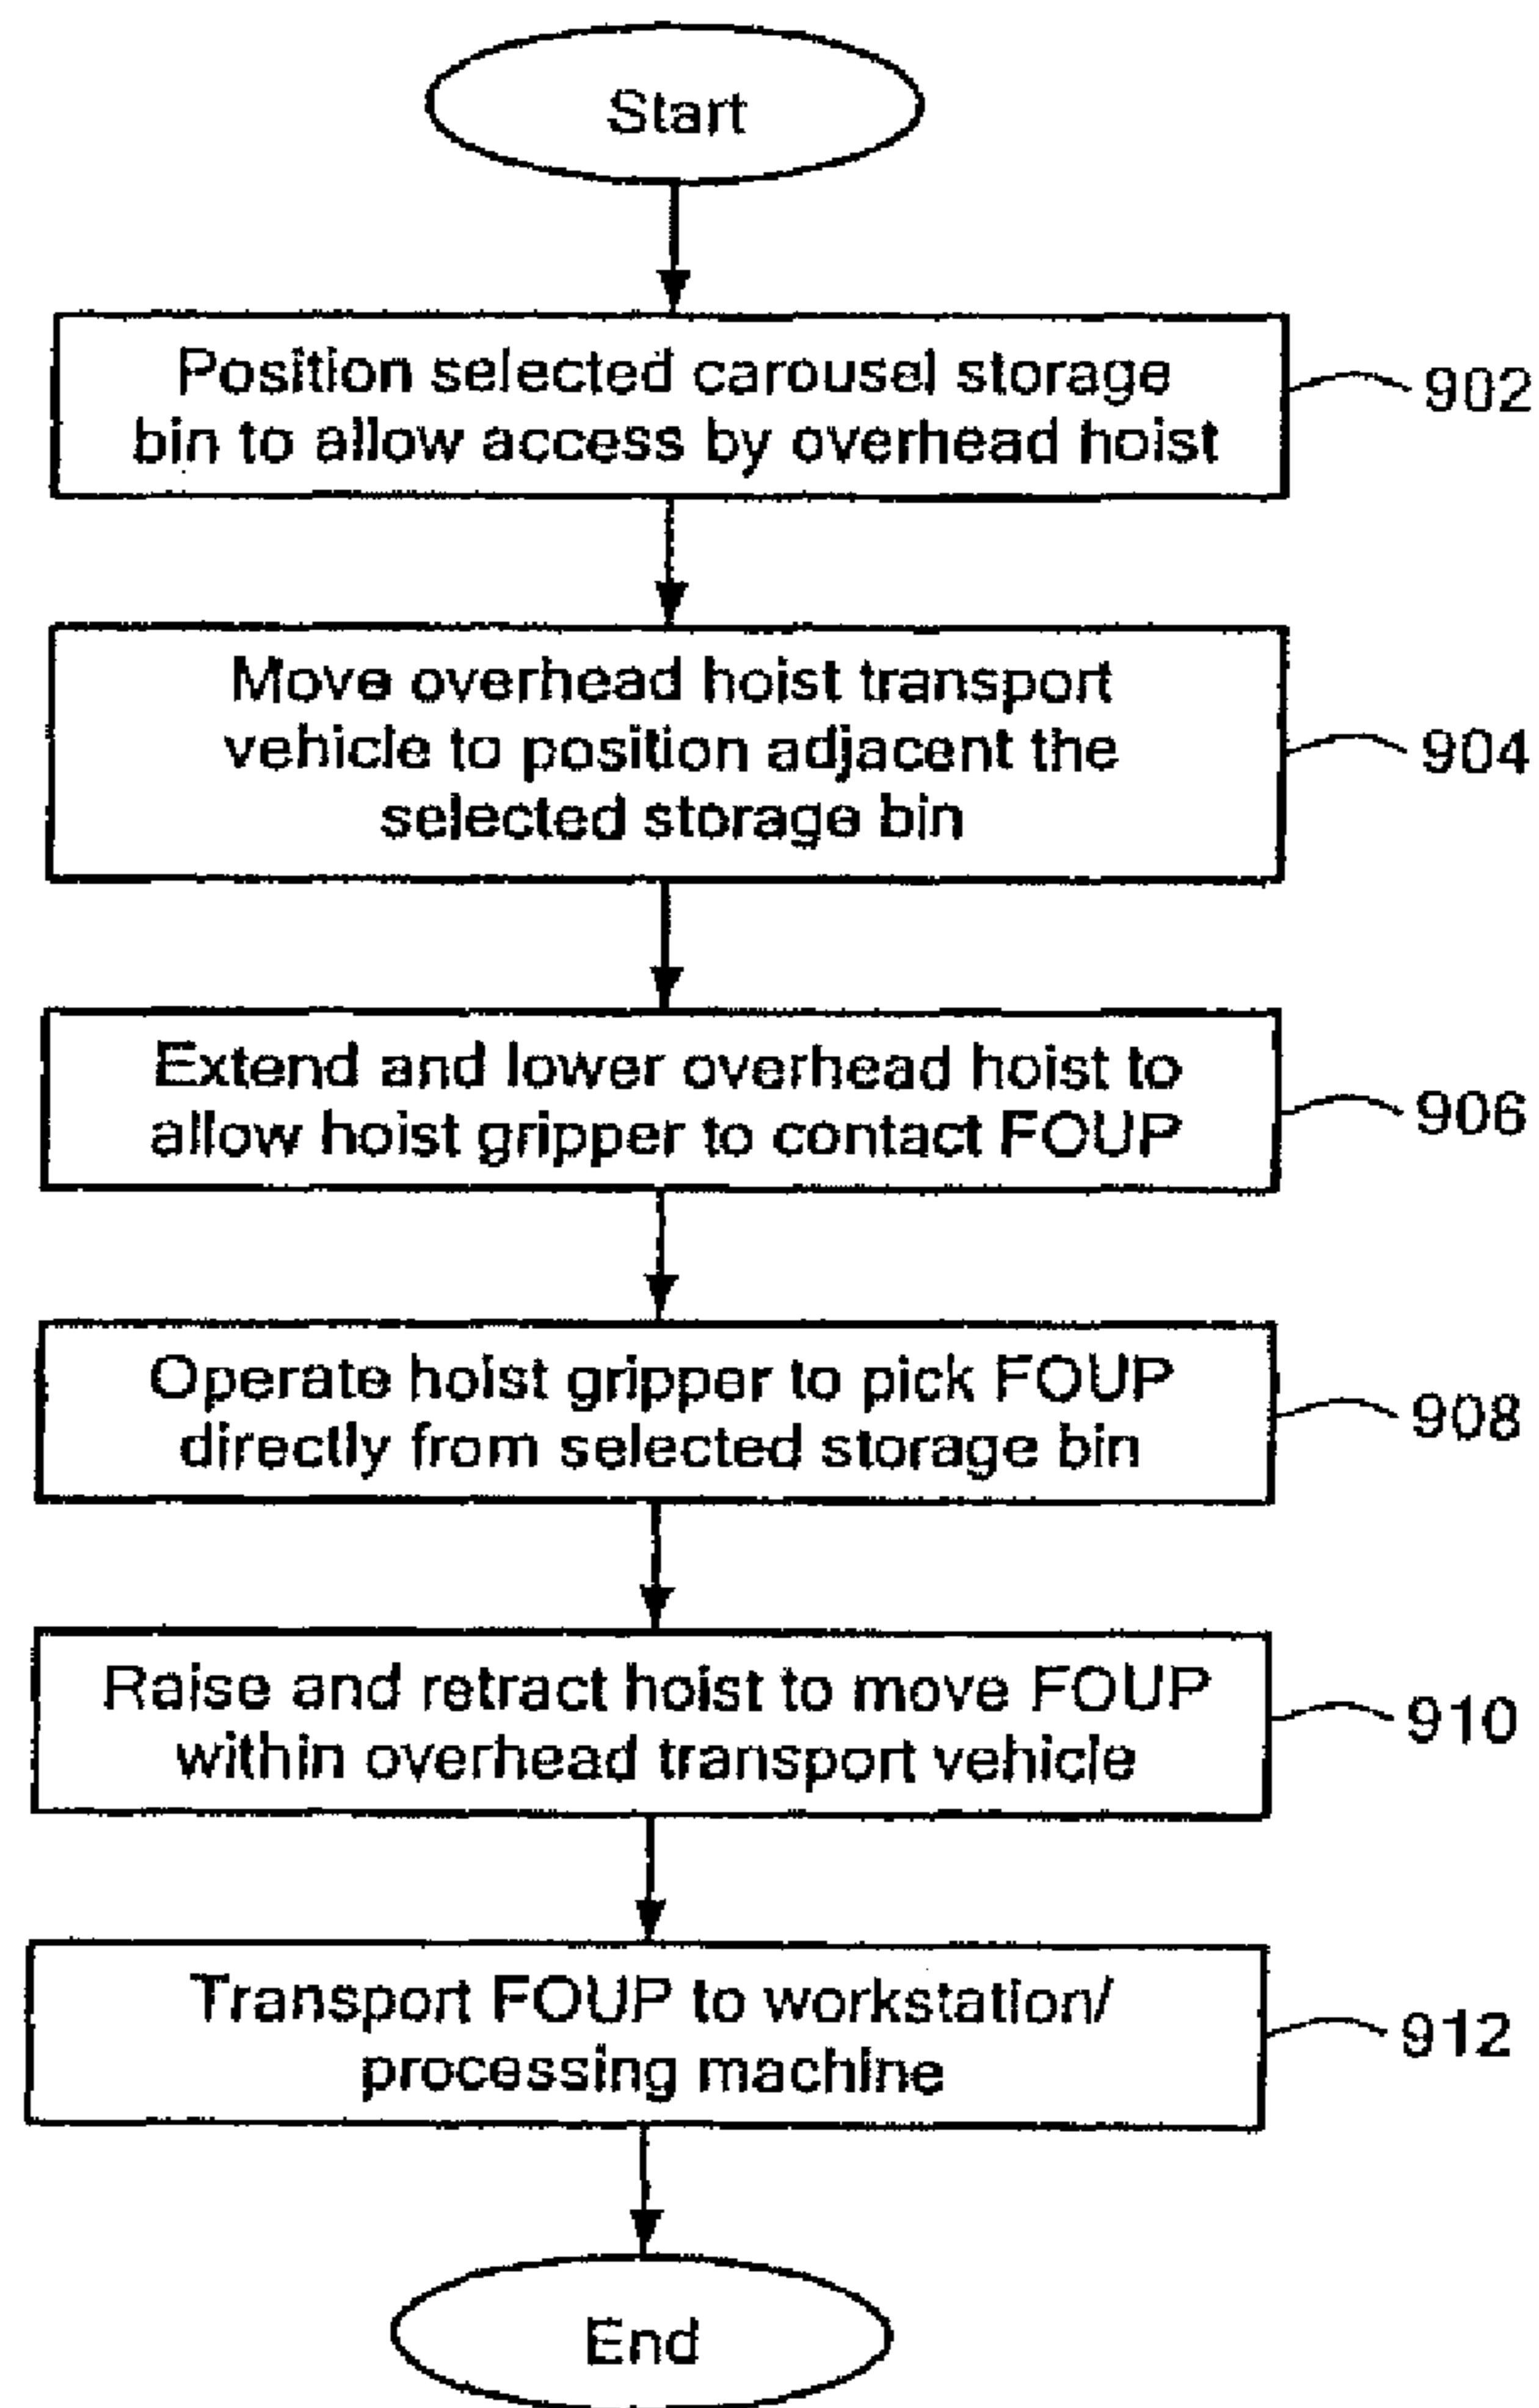 Start
Position selected carousel storage
bin to allow access by overhead hoist
902
Move overhead hoist transport
vehicle to position adjacent the
selected storage bin
904
Extend and lower overhead hoist to
allow hoist gripper to contact FOUP
906
Operate hoist gripper to pick FOUP
directly from selected storage bin
908
Raise and retract hoist to move FOUP
within overhead transport vehicle
910
Transport FOUP to workstation/
processing machine
912
End